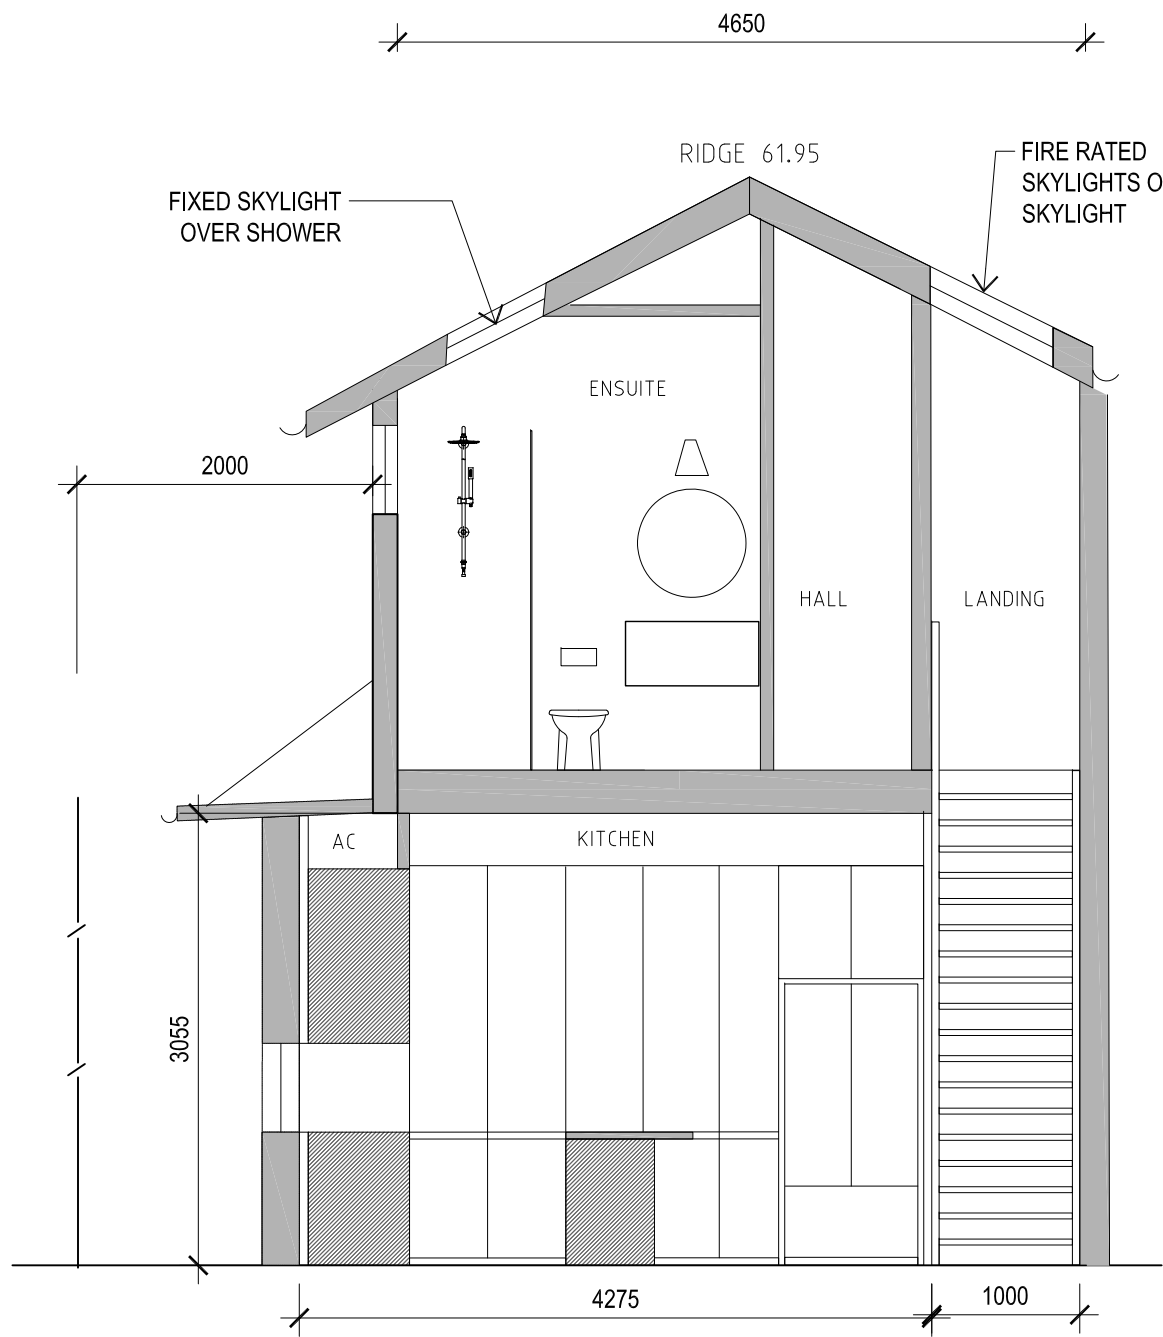 4650
RIDGE 61.95
FIRE RATED
SKYLIGHTS O
SKYLIGHT
FIXED SKYLIGHT
OVER SHOWER
ENSUITE
2000
HALL
LANDING
AC
KITCHEN
3055
4275
1000